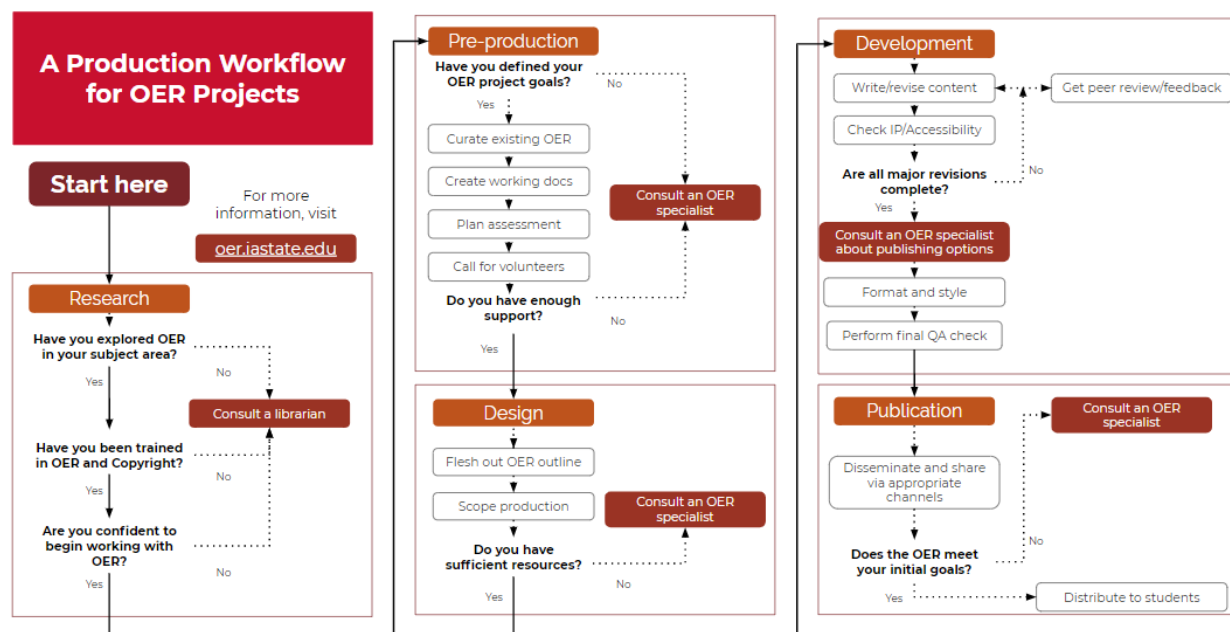 A Production Workflow
for OER Projects
Start here
For more
information, visit
oer.iastate.edu
Research
Have you explored OER
in your subject area?
No
Yes
Consult a librarian
Have you been trained
in OER and Copyright?
No
Yes
Are you confident to
begin working with
OER?
No
Yes
Pre-production
Have you defined your
OER project goals?
No
Yes
Curate existing OER
Create working docs
Consult an OER
specialist
Plan assessment
Call for volunteers
Do you have enough
support?
No
Yes
Design
Flesh out OER outline
Scope production
Consult an OER
specialist
Do you have
sufficient resources?
No
Development
Write/revise content
Get peer review/feedback
Check IP/Accessibility
No
Are all major revisions
complete?
Yes
Consult an OER specialist
about publishing options
Format and style
Perform final QA check
Publication
Consult an OER
specialist
Disseminate and share
via appropriate
channels
No
Does the OER meet
your initial goals?
Yes
Distribute to students